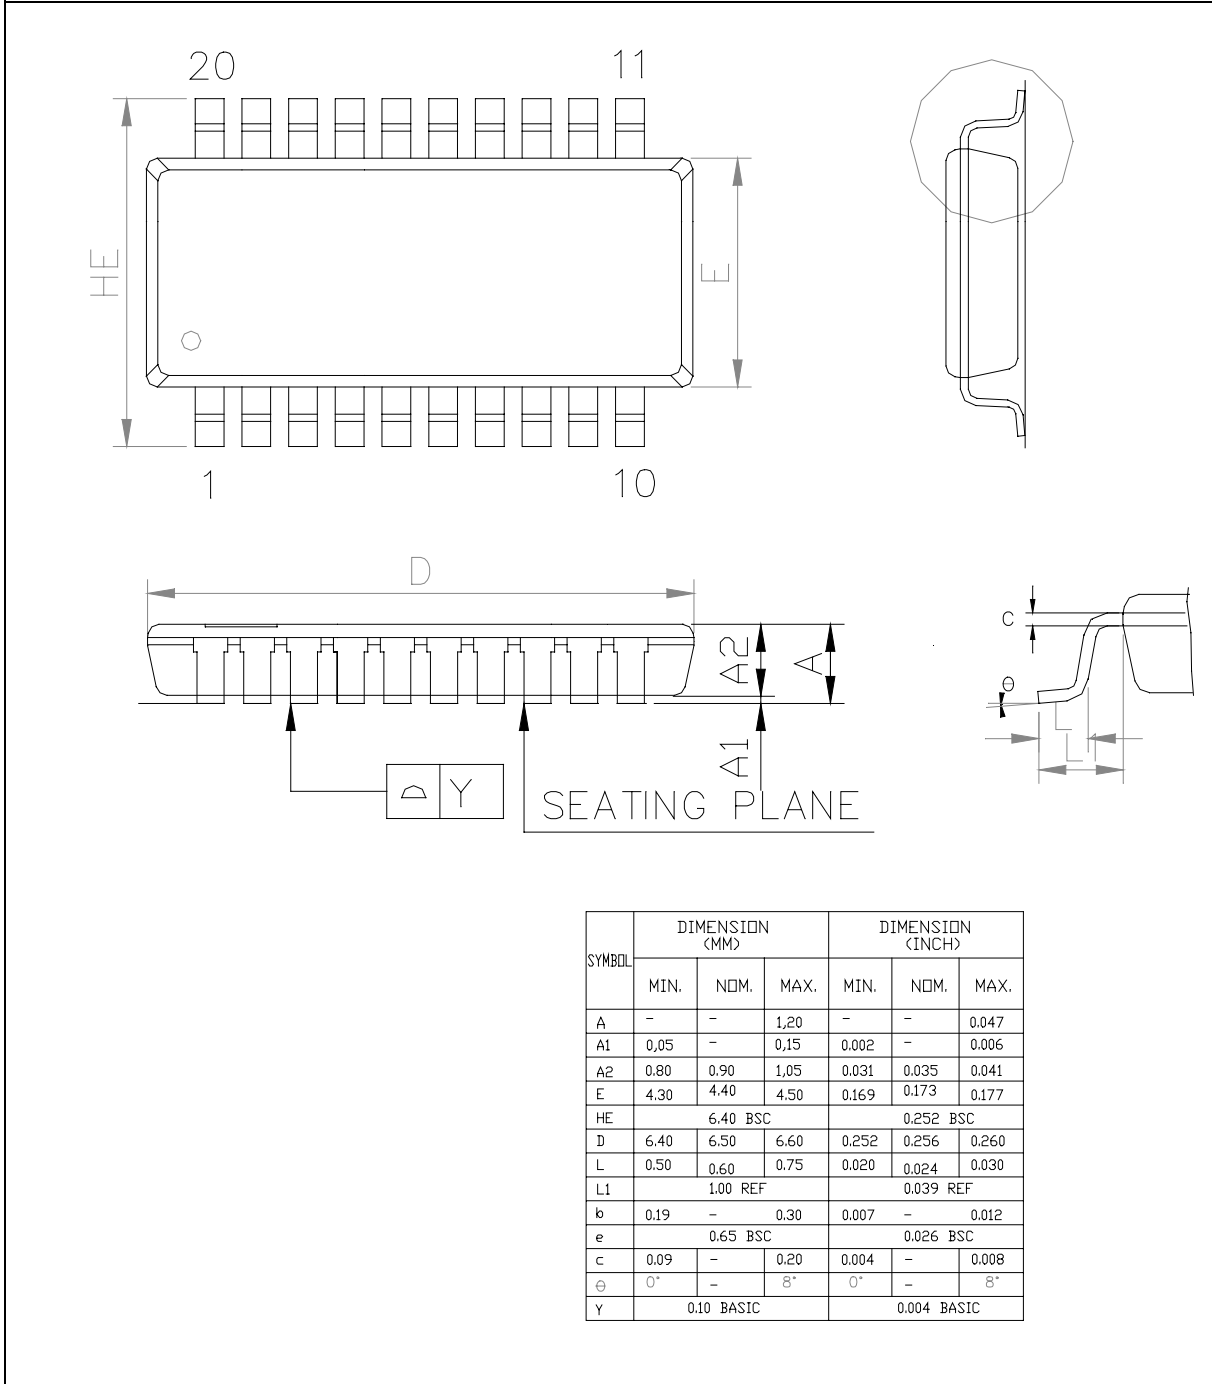 20 11
HE
E
1 10
D
A2
A
A1
Y
SEATING PLANE
C
θ
L
L
SYMBOL DIMENSION (MM) DIMENSION (INCH)
MIN. NOM. MAX. MIN. NOM. MAX.
A - - 1,20 - - 0.047
A1 0,05 - 0,15 0.002 - 0.006
A2 0.80 0.90 1,05 0.031 0.035 0.041
E 4.30 4.40 4.50 0.169 0.173 0.177
HE 6.40 BSC 0.252 BSC
D 6.40 6.50 6.60 0.252 0.256 0.260
L 0.50 0.60 0.75 0.020 0.024 0.030
L1 1.00 REF 0.039 REF
b 0.19 - 0.30 0.007 - 0.012
e 0.65 BSC 0.026 BSC
c 0.09 - 0.20 0.004 - 0.008
θ 0° - 8° 0° - 8°
Y 0.10 BASIC 0.004 BASIC